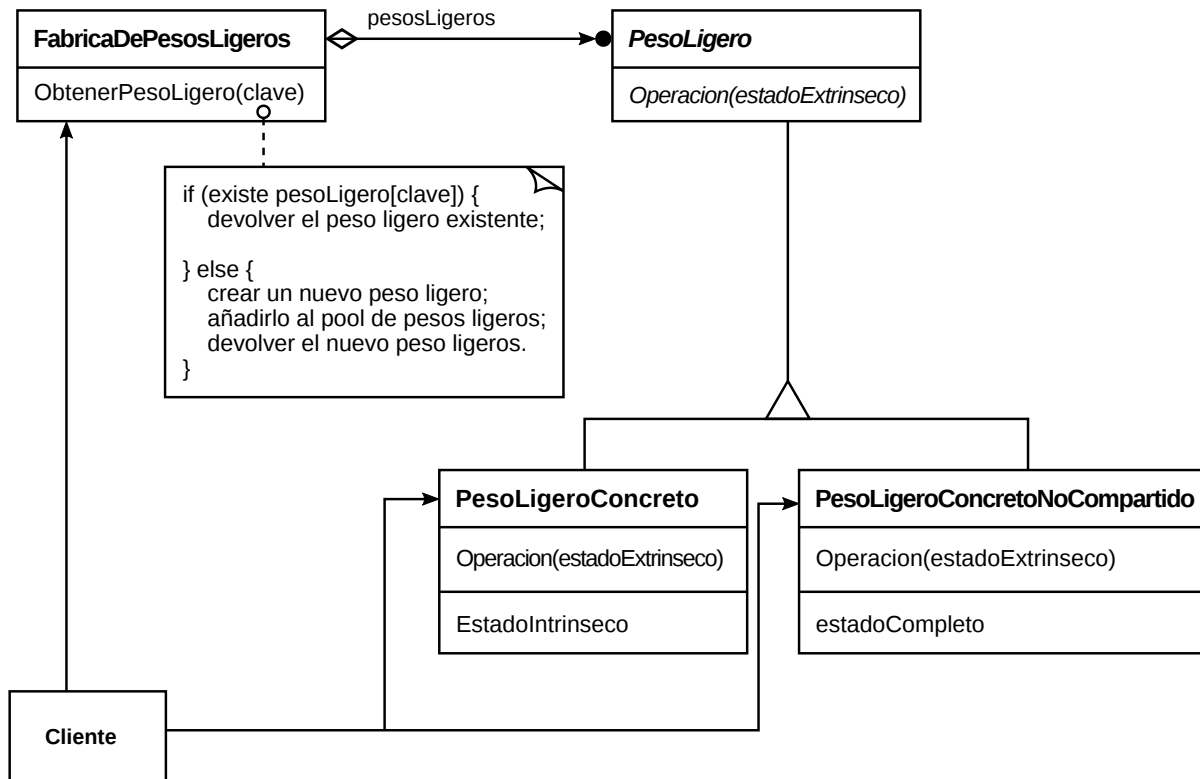 FabricaDePesosLigeros
ObtenerPesoLigero(clave)
pesosLigeros
PesoLigero
Operacion(estadoExtrinseco)
if (existe pesoLigero[clave]) {
devolver el peso ligero existente;
} else {
crear un nuevo peso ligero;
añadirlo al pool de pesos ligeros;
devolver el nuevo peso ligeros.
}
PesoLigeroConcreto
Operacion(estadoExtrinseco)
EstadoIntrinseco
PesoLigeroConcretoNoCompartido
Operacion(estadoExtrinseco)
estadoCompleto
Cliente